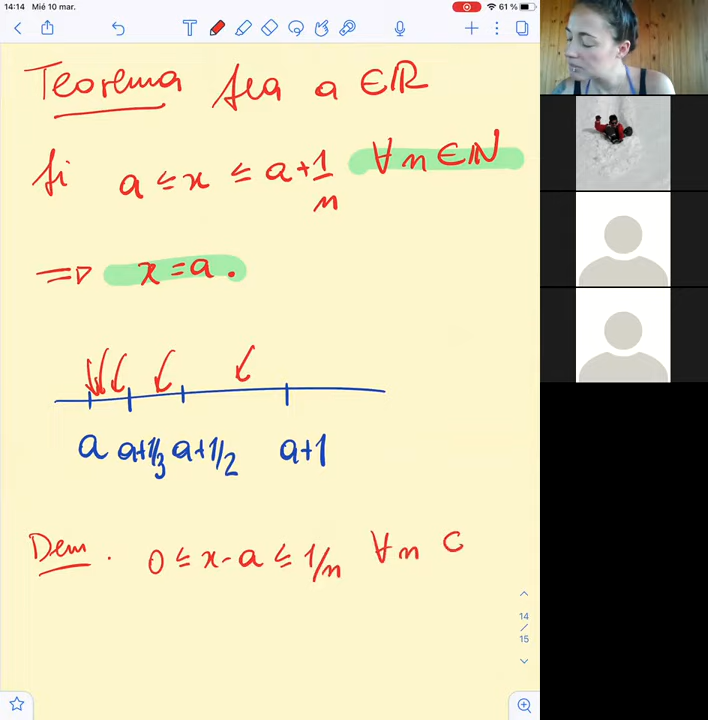 14:14 Mié 10 mar. 61 %
Teorema Sea a ∈ ℝ
Si a ≤ x ≤ a+1/n ∀n ∈ ℕ
⇒ x = a.
a a+1/3 a+1/2 a+1
Dem. 0 ≤ x-a ≤ 1/n ∀n
14
/
15